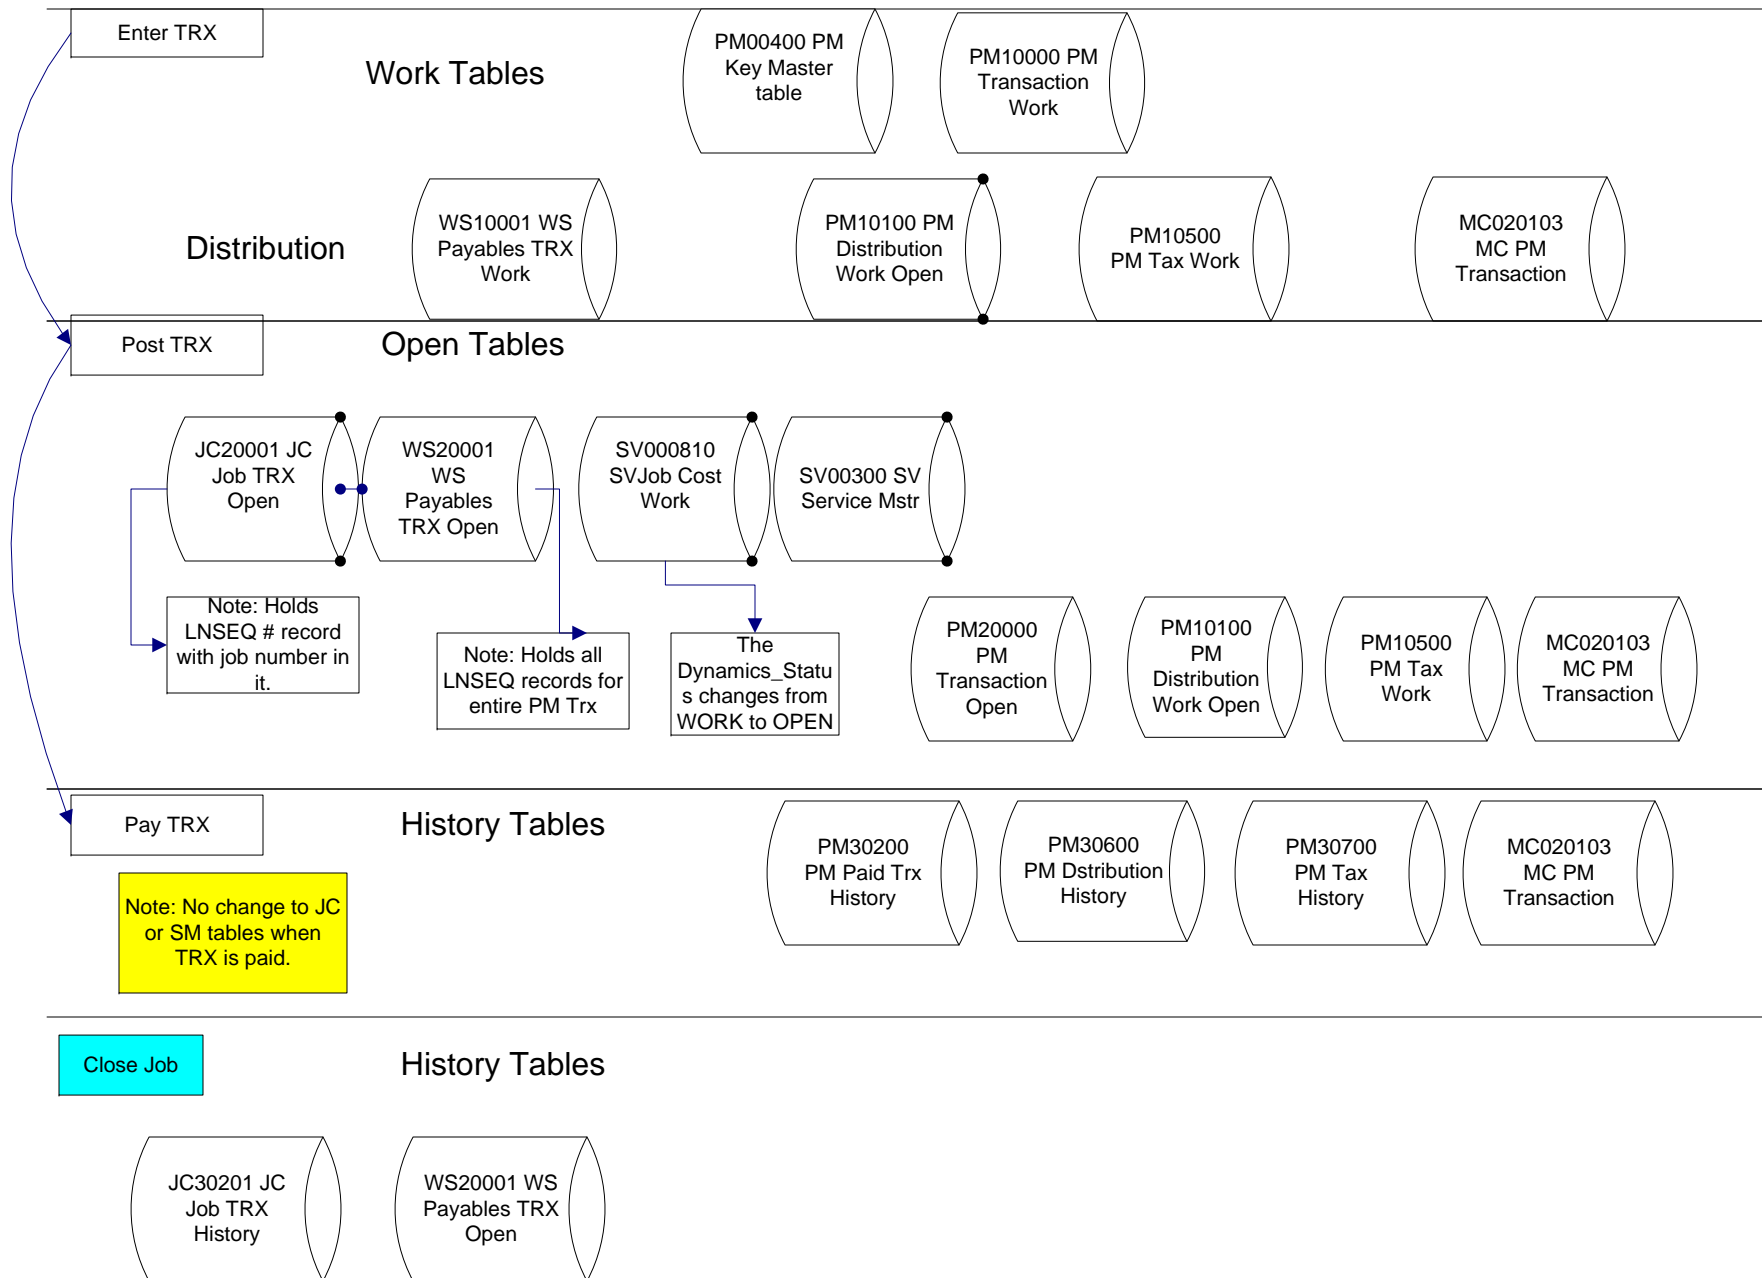 Enter TRX
Work Tables
PM00400 PM
Key Master
table
PM10000 PM
Transaction
Work
Distribution
WS10001 WS
Payables TRX
Work
PM10100 PM
Distribution
Work Open
PM10500
PM Tax Work
MC020103
MC PM
Transaction
Post TRX
Open Tables
JC20001 JC
Job TRX
Open
WS20001
WS
Payables
TRX Open
SV000810
SVJob Cost
Work
SV00300 SV
Service Mstr
Note: Holds
LNSEQ # record
with job number in
it.
Note: Holds all
LNSEQ records for
entire PM Trx
The
Dynamics_Statu
s changes from
WORK to OPEN
PM20000
PM
Transaction
Open
PM10100
PM
Distribution
Work Open
PM10500
PM Tax
Work
MC020103
MC PM
Transaction
Pay TRX
History Tables
PM30200
PM Paid Trx
History
PM30600
PM Dstribution
History
PM30700
PM Tax
History
MC020103
MC PM
Transaction
Note: No change to JC
or SM tables when
TRX is paid.
Close Job
History Tables
JC30201 JC
Job TRX
History
WS20001 WS
Payables TRX
Open